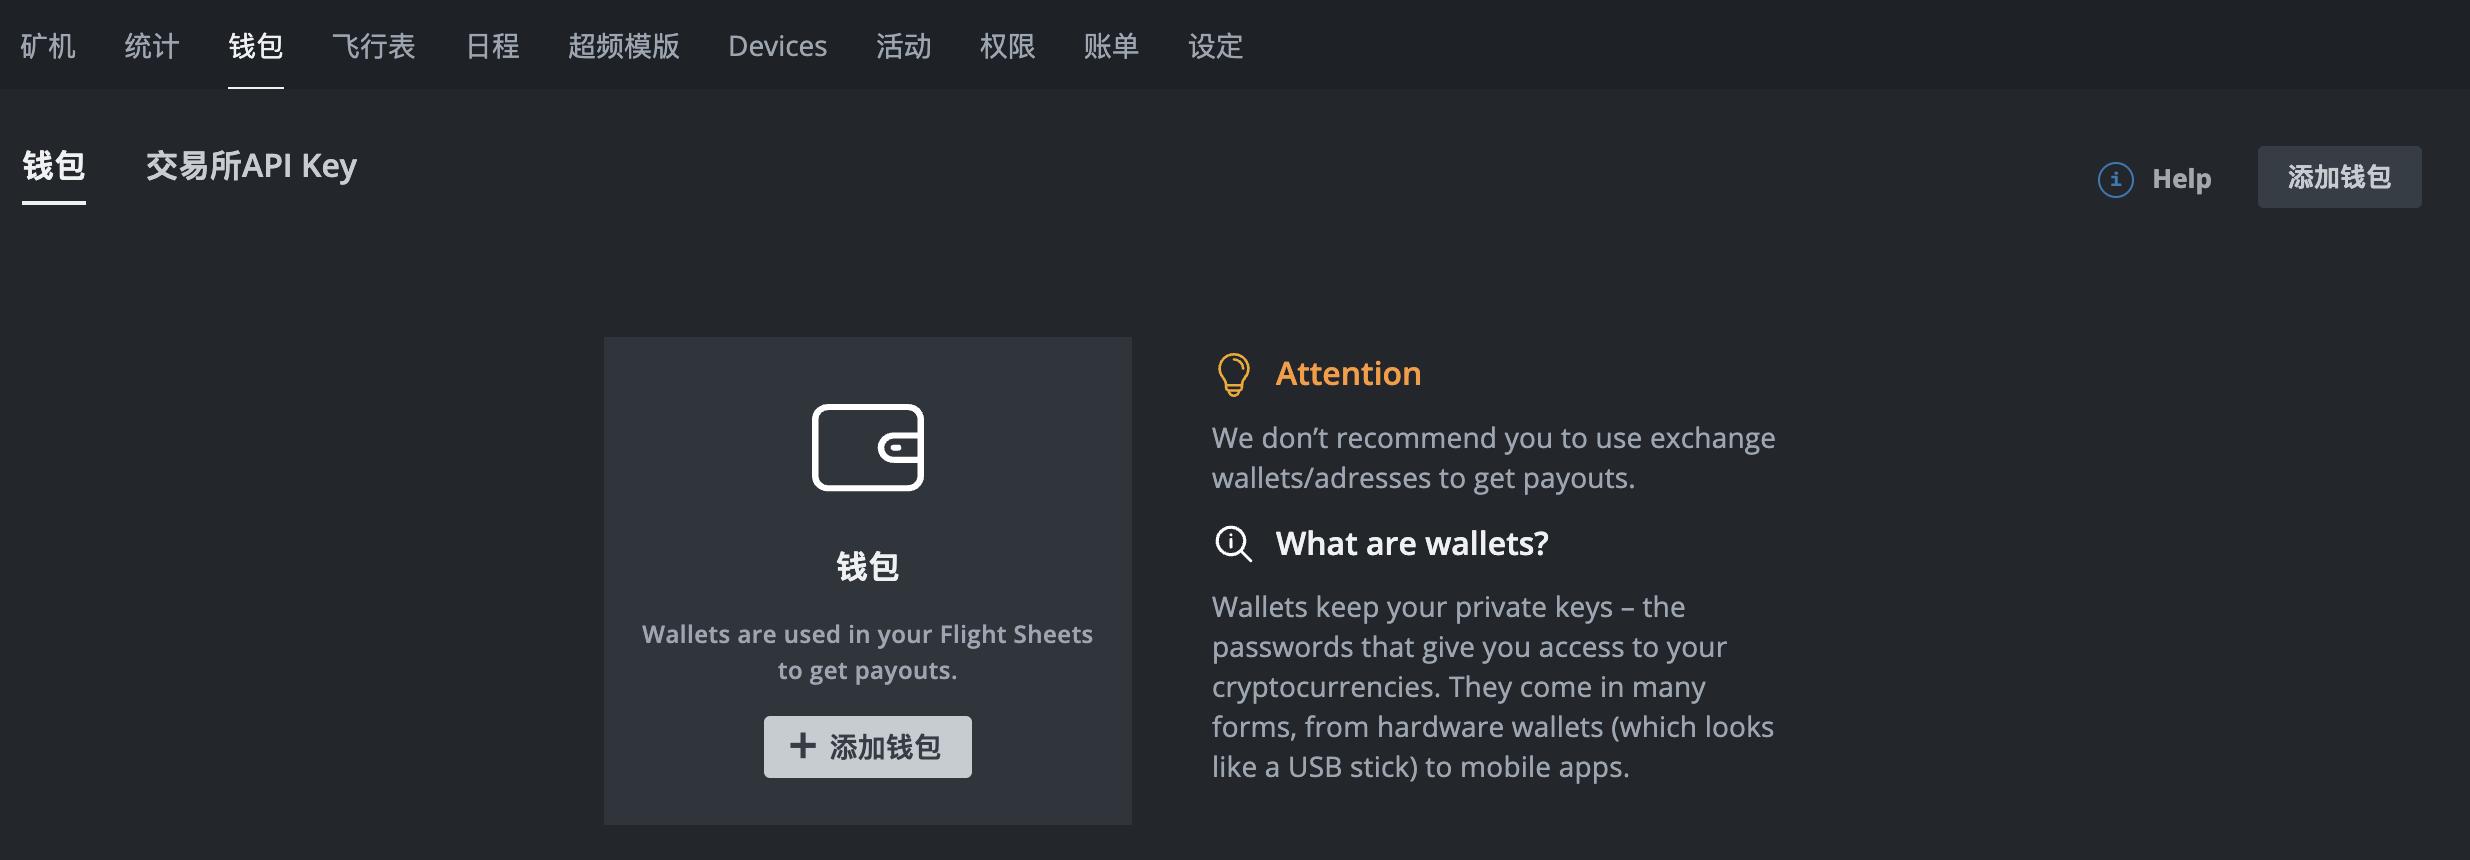 矿机 统计 钱包 飞行表 日程 超频模版 Devices 活动 权限 账单 设定
钱包 交易所API Key
Help 添加钱包
钱包
Wallets are used in your Flight Sheets
to get payouts.
+ 添加钱包
Attention
We don’t recommend you to use exchange
wallets/adresses to get payouts.
What are wallets?
Wallets keep your private keys – the
passwords that give you access to your
cryptocurrencies. They come in many
forms, from hardware wallets (which looks
like a USB stick) to mobile apps.